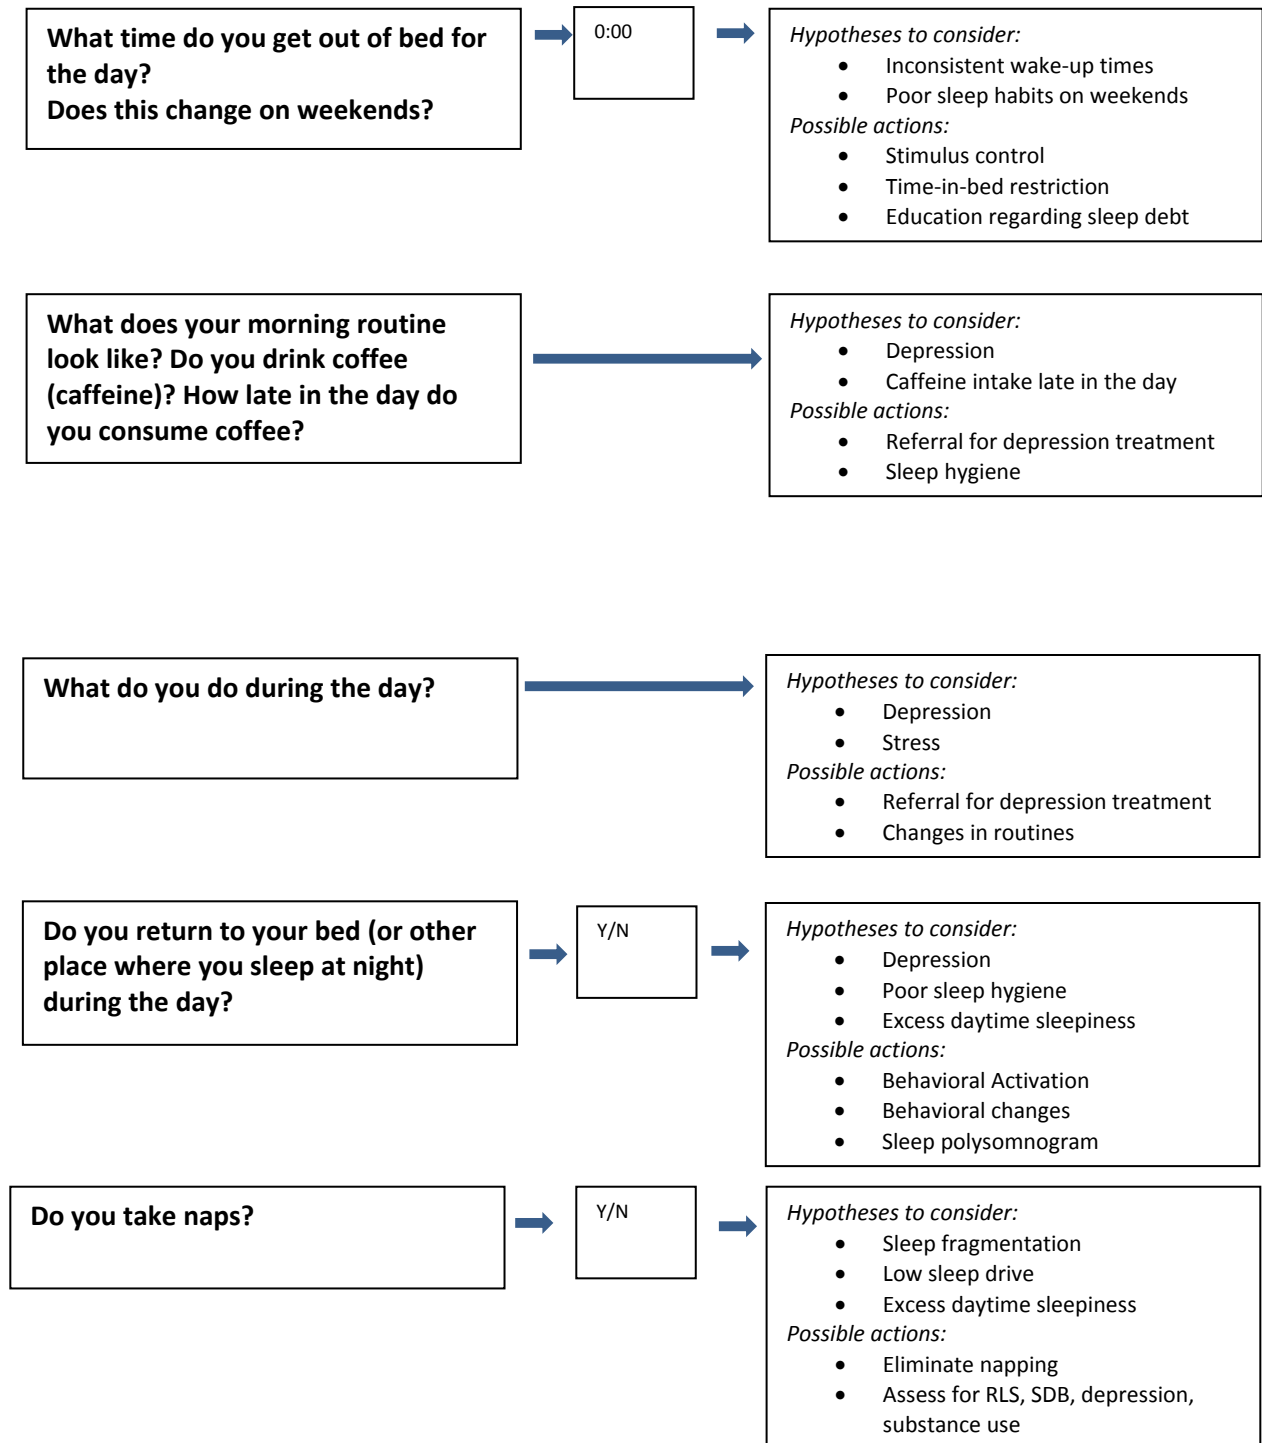 What time do you get out of bed for
the day?
Does this change on weekends?
0:00
Hypotheses to consider:
• Inconsistent wake-up times
• Poor sleep habits on weekends
Possible actions:
• Stimulus control
• Time-in-bed restriction
• Education regarding sleep debt
What does your morning routine
look like? Do you drink coffee
(caffeine)? How late in the day do
you consume coffee?
Hypotheses to consider:
• Depression
• Caffeine intake late in the day
Possible actions:
• Referral for depression treatment
• Sleep hygiene
What do you do during the day?
Hypotheses to consider:
• Depression
• Stress
Possible actions:
• Referral for depression treatment
• Changes in routines
Do you return to your bed (or other
place where you sleep at night)
during the day?
Y/N
Hypotheses to consider:
• Depression
• Poor sleep hygiene
• Excess daytime sleepiness
Possible actions:
• Behavioral Activation
• Behavioral changes
• Sleep polysomnogram
Do you take naps?
Y/N
Hypotheses to consider:
• Sleep fragmentation
• Low sleep drive
• Excess daytime sleepiness
Possible actions:
• Eliminate napping
• Assess for RLS, SDB, depression,
substance use